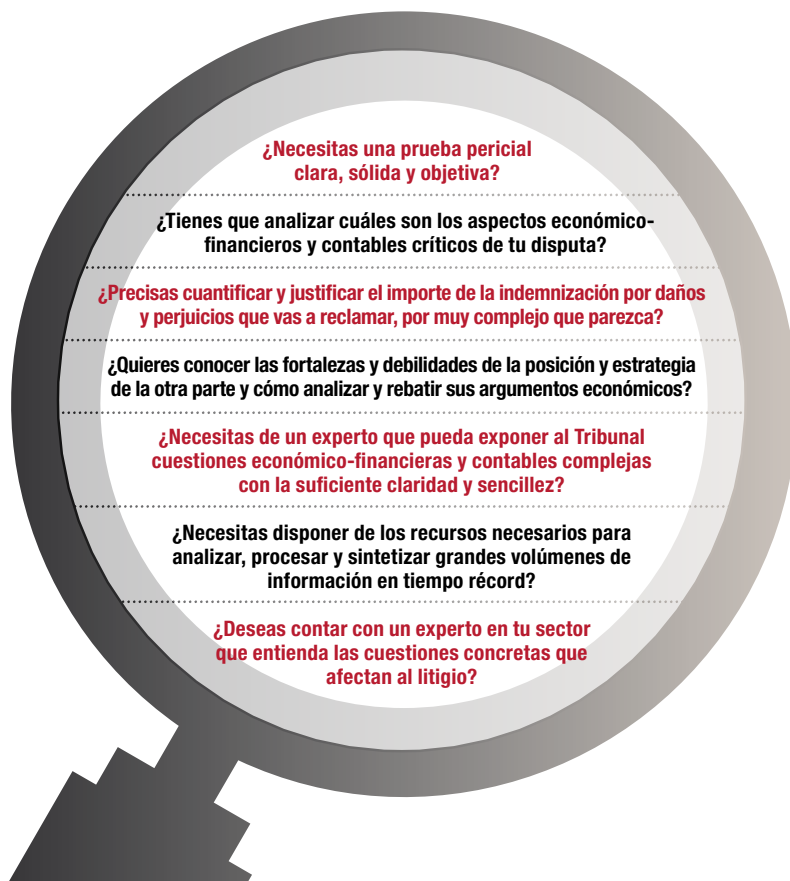 ¿Necesitas una prueba pericial
clara, sólida y objetiva?
¿Tienes que analizar cuáles son los aspectos económico-
financieros y contables críticos de tu disputa?
¿Precisas cuantificar y justificar el importe de la indemnización por daños
y perjuicios que vas a reclamar, por muy complejo que parezca?
¿Quieres conocer las fortalezas y debilidades de la posición y estrategia
de la otra parte y cómo analizar y rebatir sus argumentos económicos?
¿Necesitas de un experto que pueda exponer al Tribunal
cuestiones económico-financieras y contables complejas
con la suficiente claridad y sencillez?
¿Necesitas disponer de los recursos necesarios para
analizar, procesar y sintetizar grandes volúmenes de
información en tiempo récord?
¿Deseas contar con un experto en tu sector
que entienda las cuestiones concretas que
afectan al litigio?